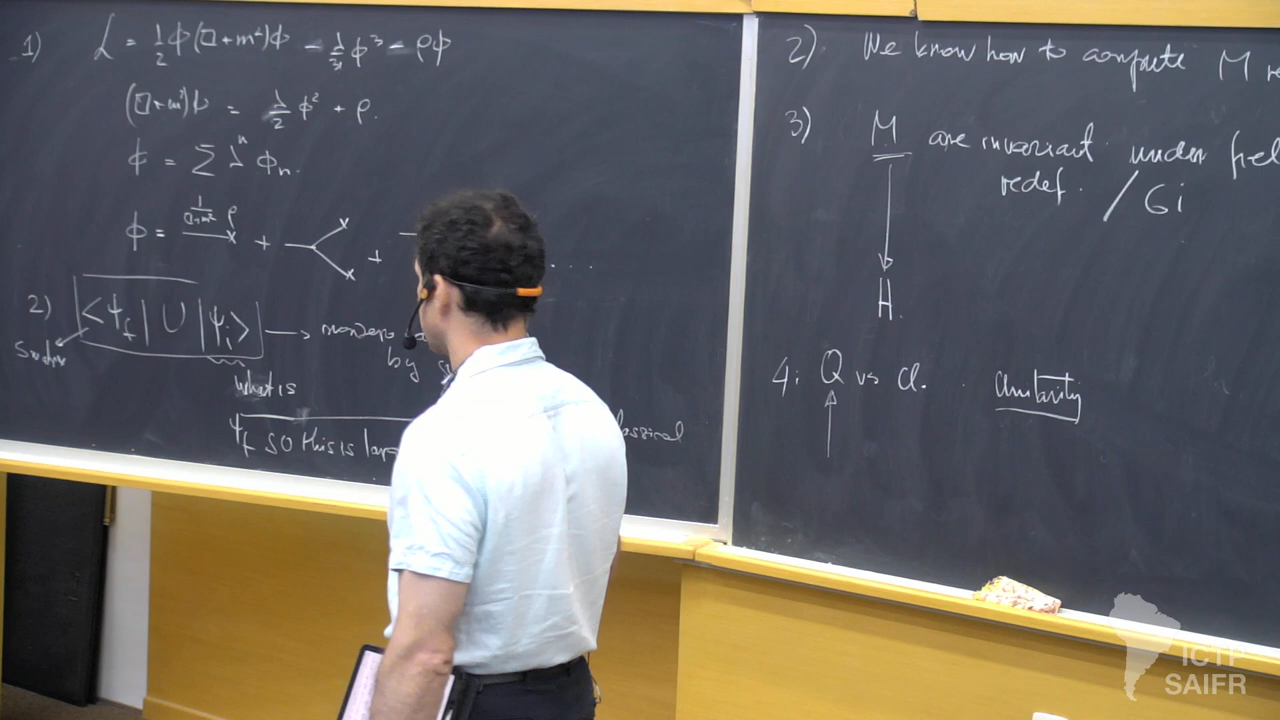 1) ℒ = ½ ϕ(□+m²)ϕ - λ/3! ϕ³ - ρϕ
(□+m²)ϕ = λ/2 ϕ² + ρ.
ϕ = Σ λⁿ ϕₙ.
ϕ = 1/(□+m²) ρ + +
....
2) <Ψf| U |Ψi> → nonzero
by
what is
Ψf so this is
2) We know how to compute M
3) M are invariant under
redef. / Gi
H.
4: Q vs cl. unitarity
ICTP
SAIFR